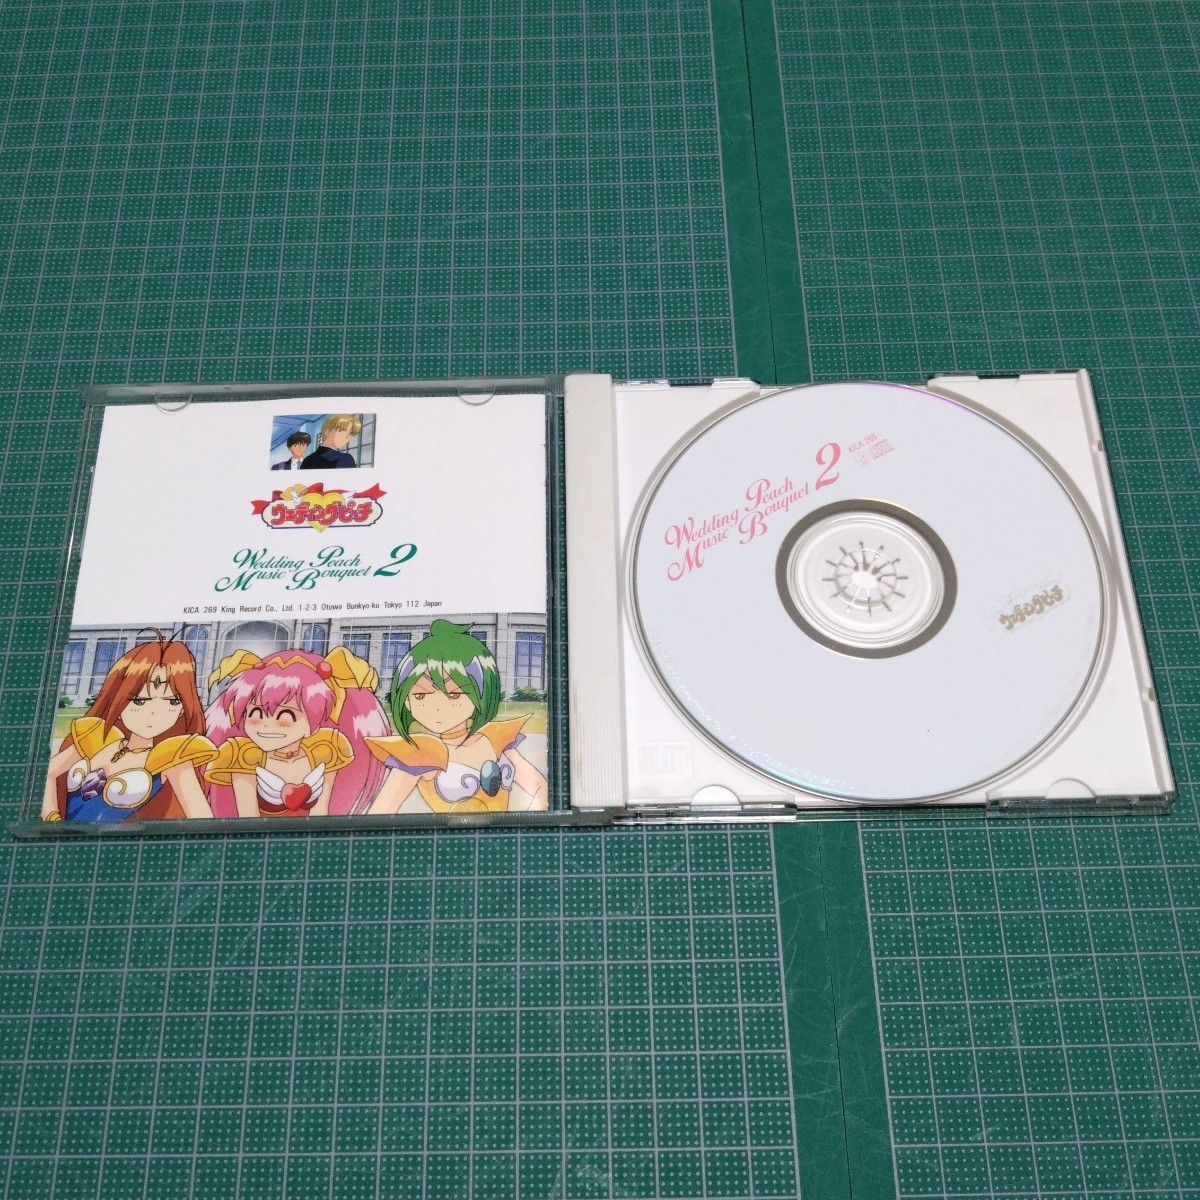 ウェディングピーチ
Wedding Peach
Music Bouquet 2
KICA 269 King Record Co., Ltd. 1-2-3 Otowa Bunkyo-ku Tokyo 112 Japan
Wedding Peach
Music Bouquet 2
KICA 269
ウェディングピーチ